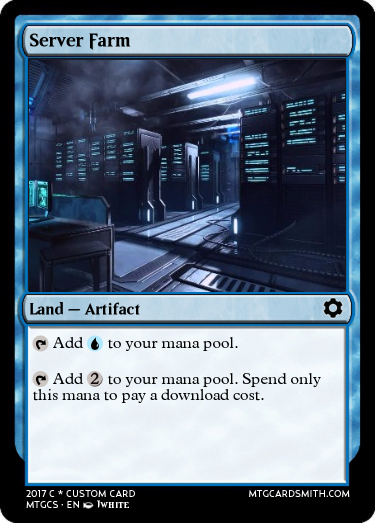 Server Farm
Land — Artifact
Add to your mana pool.
Add 2 to your mana pool. Spend only
this mana to pay a download cost.
2017 C * CUSTOM CARD
MTGCARDSMITH.COM
MTGCS · EN JWHITE